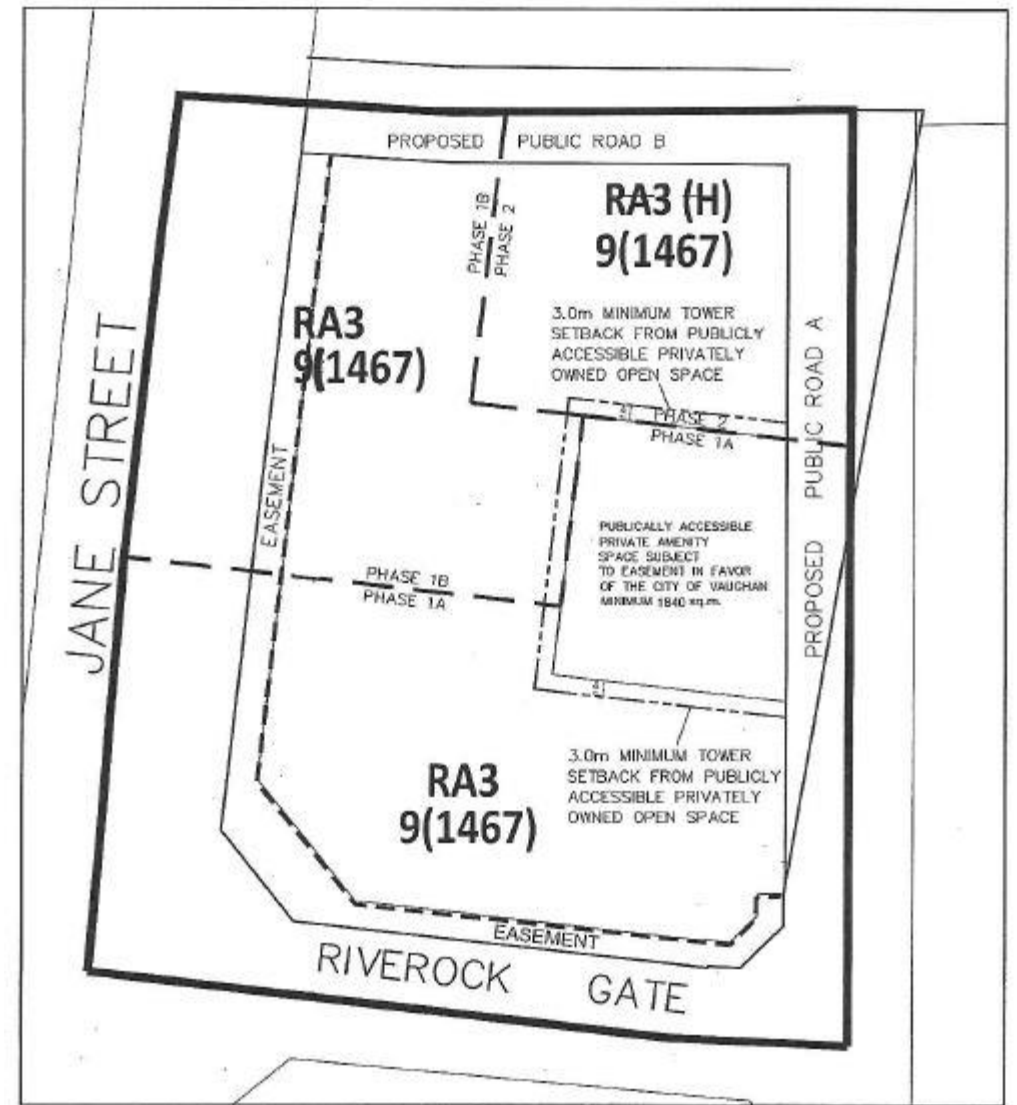 PROPOSED PUBLIC ROAD B
PHASE 1B
PHASE 2
RA3 (H)
9(1467)
3.0m MINIMUM TOWER
SETBACK FROM PUBLICLY
ACCESSIBLE PRIVATELY
OWNED OPEN SPACE
RA3
9(1467)
JANE STREET
EASEMENT
PHASE 2
PHASE 1A
PROPOSED PUBLIC ROAD A
PUBLICALLY ACCESSIBLE
PRIVATE AMENITY
SPACE SUBJECT
TO EASEMENT IN FAVOR
OF THE CITY OF VAUGHAN
MINIMUM 1840 sq.m.
PHASE 1B
PHASE 1A
3.0m MINIMUM TOWER
SETBACK FROM PUBLICLY
ACCESSIBLE PRIVATELY
OWNED OPEN SPACE
RA3
9(1467)
EASEMENT
RIVEROCK GATE